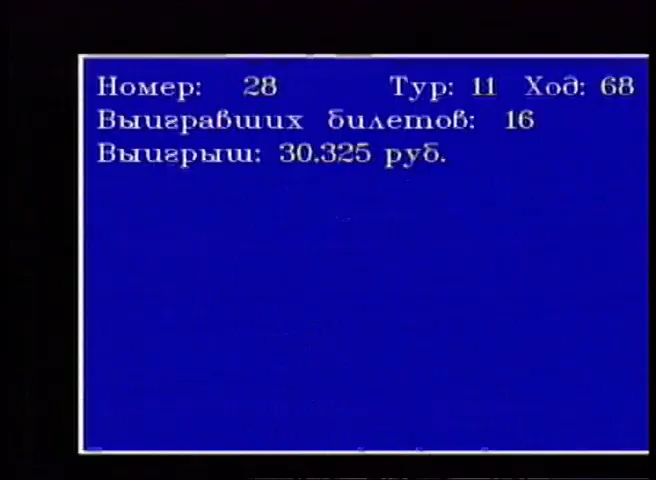 Номер: 28 Тур: 11 Ход: 68
Выигравших билетов: 16
Выигрыш: 30.325 руб.